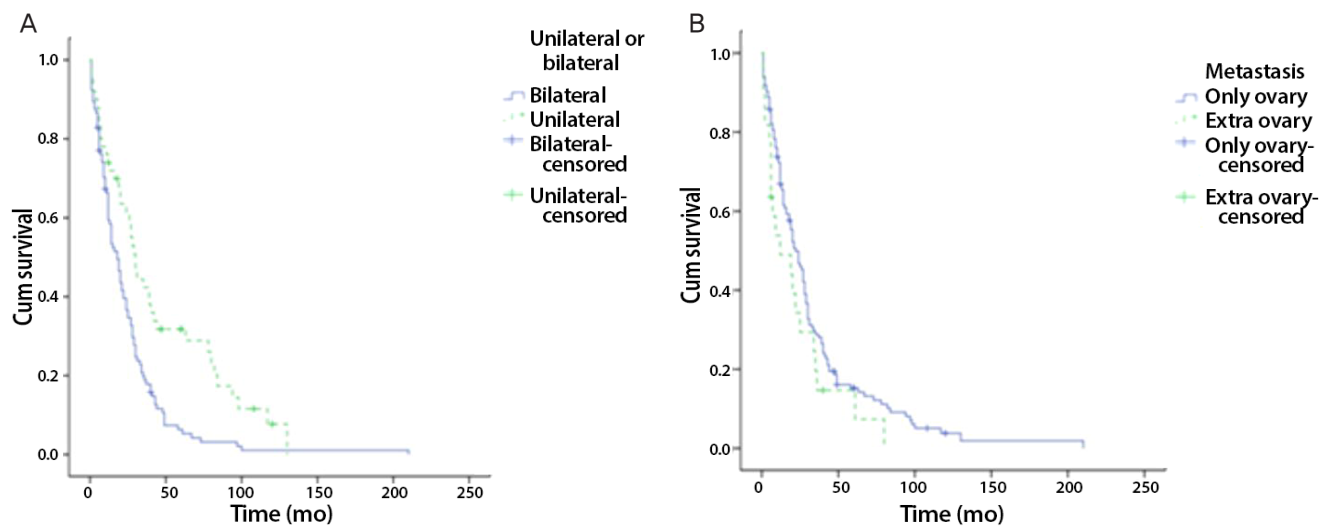 A
Unilateral or
bilateral
Bilateral
Unilateral
Bilateral-
censored
Unilateral-
censored
Cum survival
1.0
0.8
0.6
0.4
0.2
0.0
0 50 100 150 200 250
Time (mo)
B
Metastasis
Only ovary
Extra ovary
Only ovary-
censored
Extra ovary-
censored
Cum survival
1.0
0.8
0.6
0.4
0.2
0.0
0 50 100 150 200 250
Time (mo)